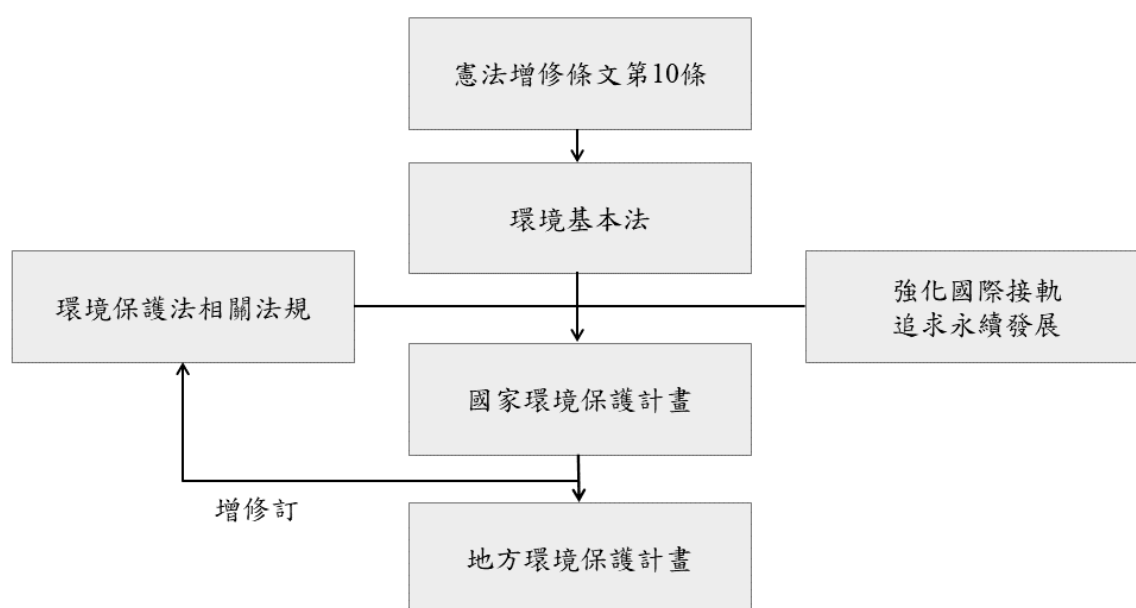 憲法增修條文第10條
環境基本法
環境保護法相關法規
強化國際接軌
追求永續發展
國家環境保護計畫
增修訂
地方環境保護計畫